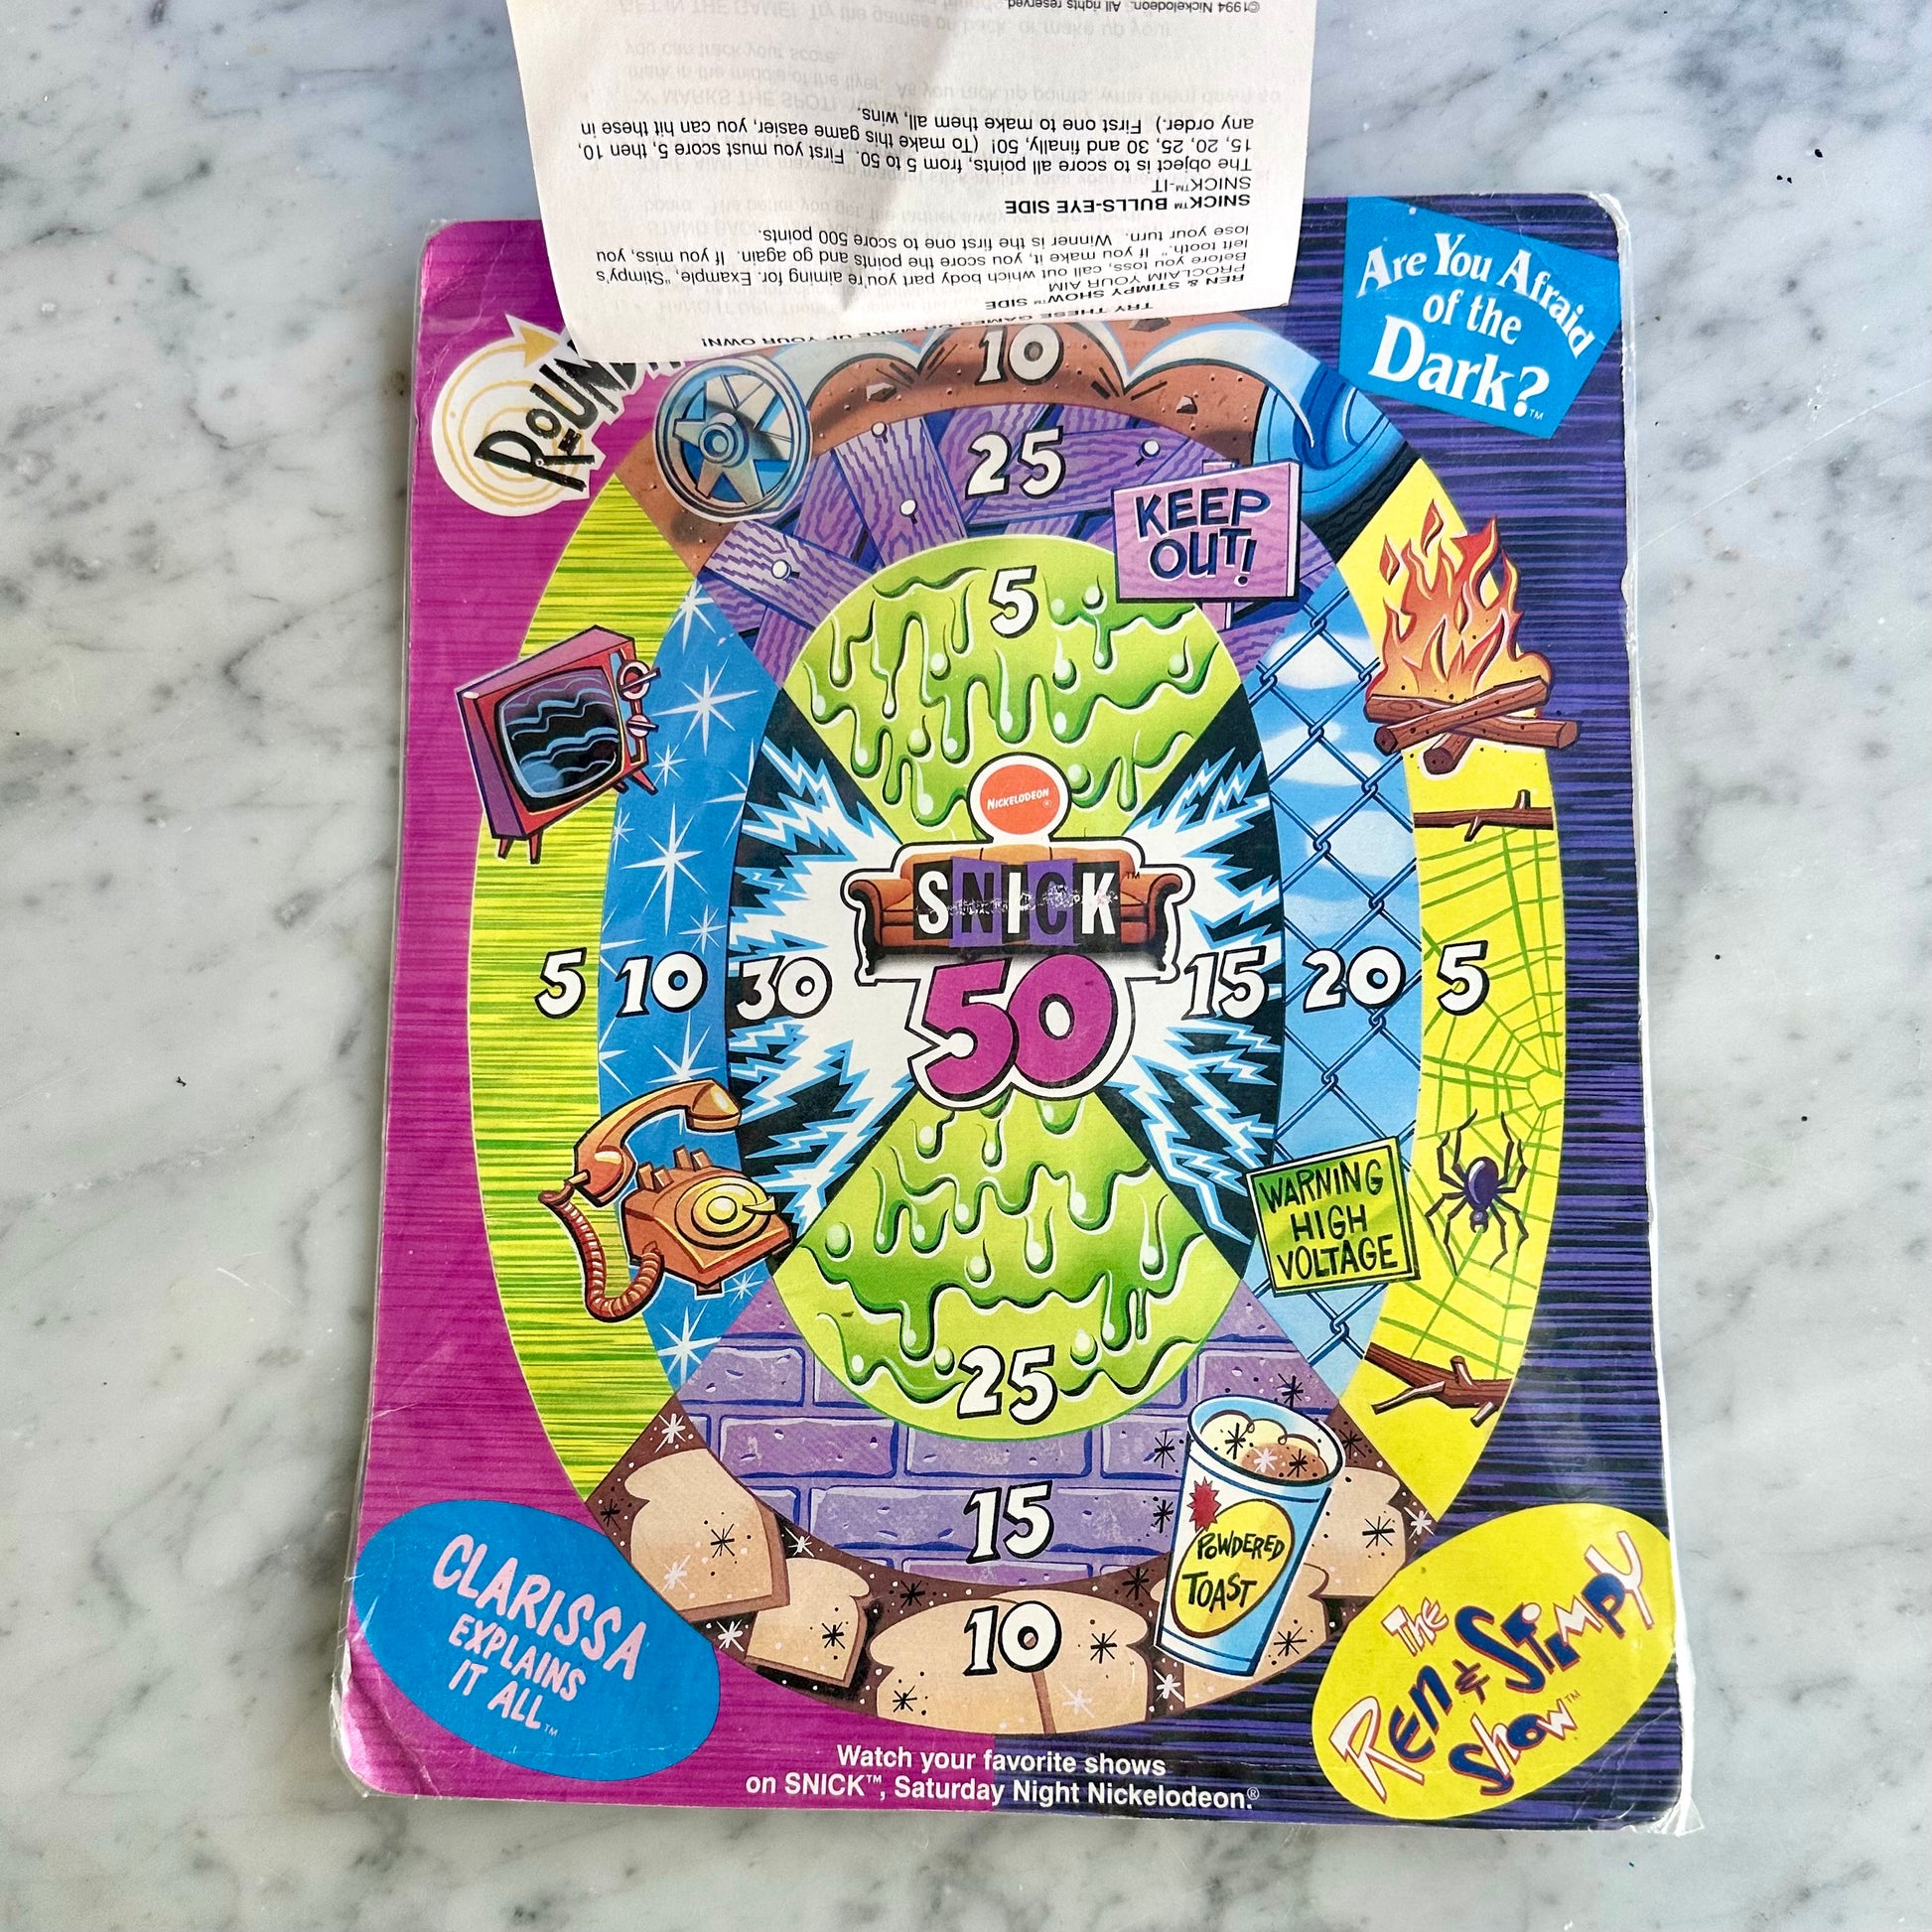 ©1994 Nickelodeon. All rights reserved.
TRY THESE GAMES OR MAKE UP YOUR OWN!
REN & STIMPY SHOW™ SIDE
PROCLAIM YOUR AIM
Before you toss, call out which body part you're aiming for. Example, "Stimpy's
left tooth." If you make it, you score the points and go again. If you miss, you
lose your turn. Winner is the first one to score 500 points.
SNICK™ BULLS-EYE SIDE
SNICK™-IT
The object is to score all points, from 5 to 50. First you must score 5, then 10,
15, 20, 25, 30 and finally, 50! (To make this game easier, you can hit these in
any order.) First one to make them all, wins.
Are You Afraid
of the
Dark?™
10
25
KEEP
OUT!
5
NICKELODEON®
SNICK™
5 10 30 50 15 20 5
WARNING
HIGH
VOLTAGE
25
15
POWDERED
TOAST
10
CLARISSA
EXPLAINS
IT ALL™
The
Ren & Stimpy
Show™
Watch your favorite shows
on SNICK™, Saturday Night Nickelodeon.®